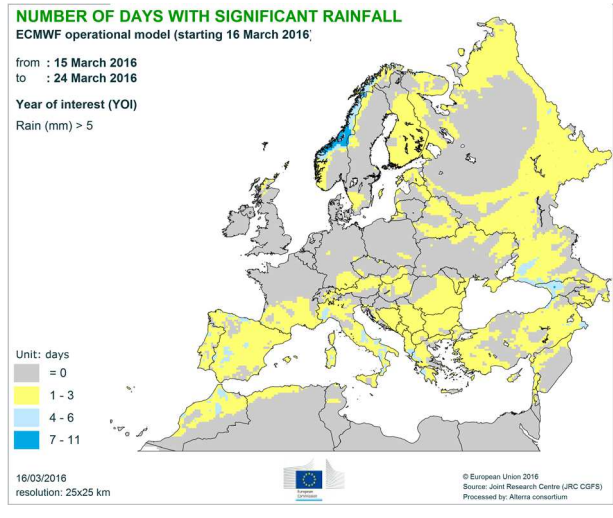 NUMBER OF DAYS WITH SIGNIFICANT RAINFALL
ECMWF operational model (starting 16 March 2016)
from : 15 March 2016
to : 24 March 2016
Year of interest (YOI)
Rain (mm) > 5
Unit: days
= 0
1 - 3
4 - 6
7 - 11
16/03/2016
resolution: 25x25 km
European
Commission
© European Union 2016
Source: Joint Research Centre (JRC CGFS)
Processed by: Alterra consortium